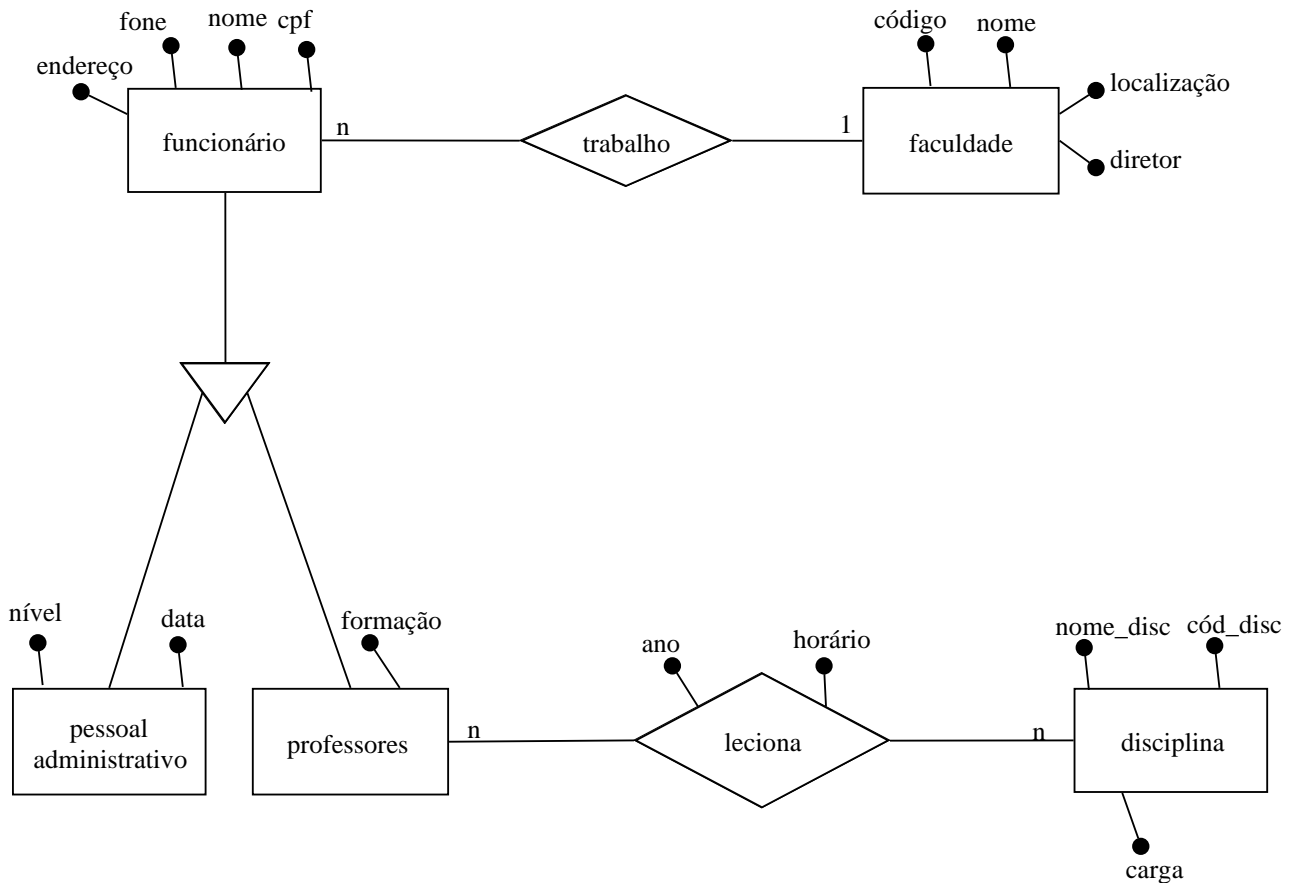 fone
nome
cpf
endereço
funcionário
n
trabalho
1
código
nome
faculdade
localização
diretor
nível
data
pessoal
administrativo
formação
professores
n
ano
horário
leciona
n
nome_disc
cód_disc
disciplina
carga